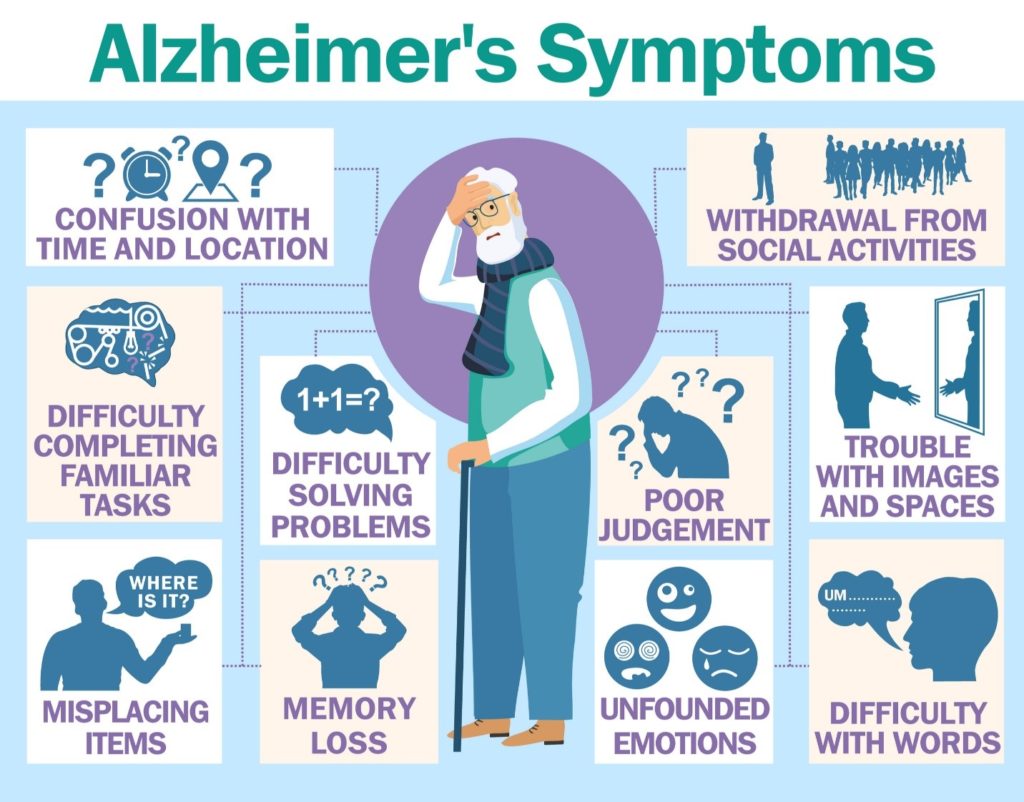 Alzheimer's Symptoms
? ? ?
CONFUSION WITH
TIME AND LOCATION
WITHDRAWAL FROM
SOCIAL ACTIVITIES
? ?
DIFFICULTY
COMPLETING
FAMILIAR
TASKS
1+1=?
DIFFICULTY
SOLVING
PROBLEMS
? ? ? ? ?
POOR
JUDGEMENT
TROUBLE
WITH IMAGES
AND SPACES
WHERE
IS IT?
MISPLACING
ITEMS
? ? ? ? ?
MEMORY
LOSS
UNFOUNDED
EMOTIONS
UM...........
........
DIFFICULTY
WITH WORDS